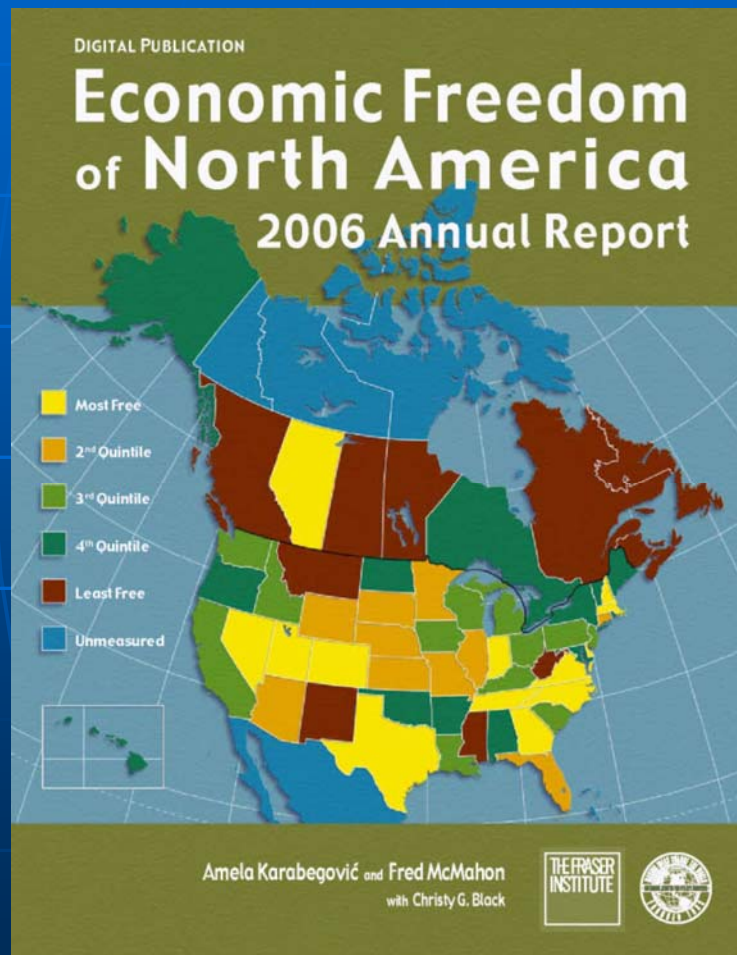 DIGITAL PUBLICATION
Economic Freedom
of North America
2006 Annual Report
Most Free
2nd Quintile
3rd Quintile
4th Quintile
Least Free
Unmeasured
Amela Karabegović and Fred McMahon
with Christy G. Black
THE FRASER
INSTITUTE